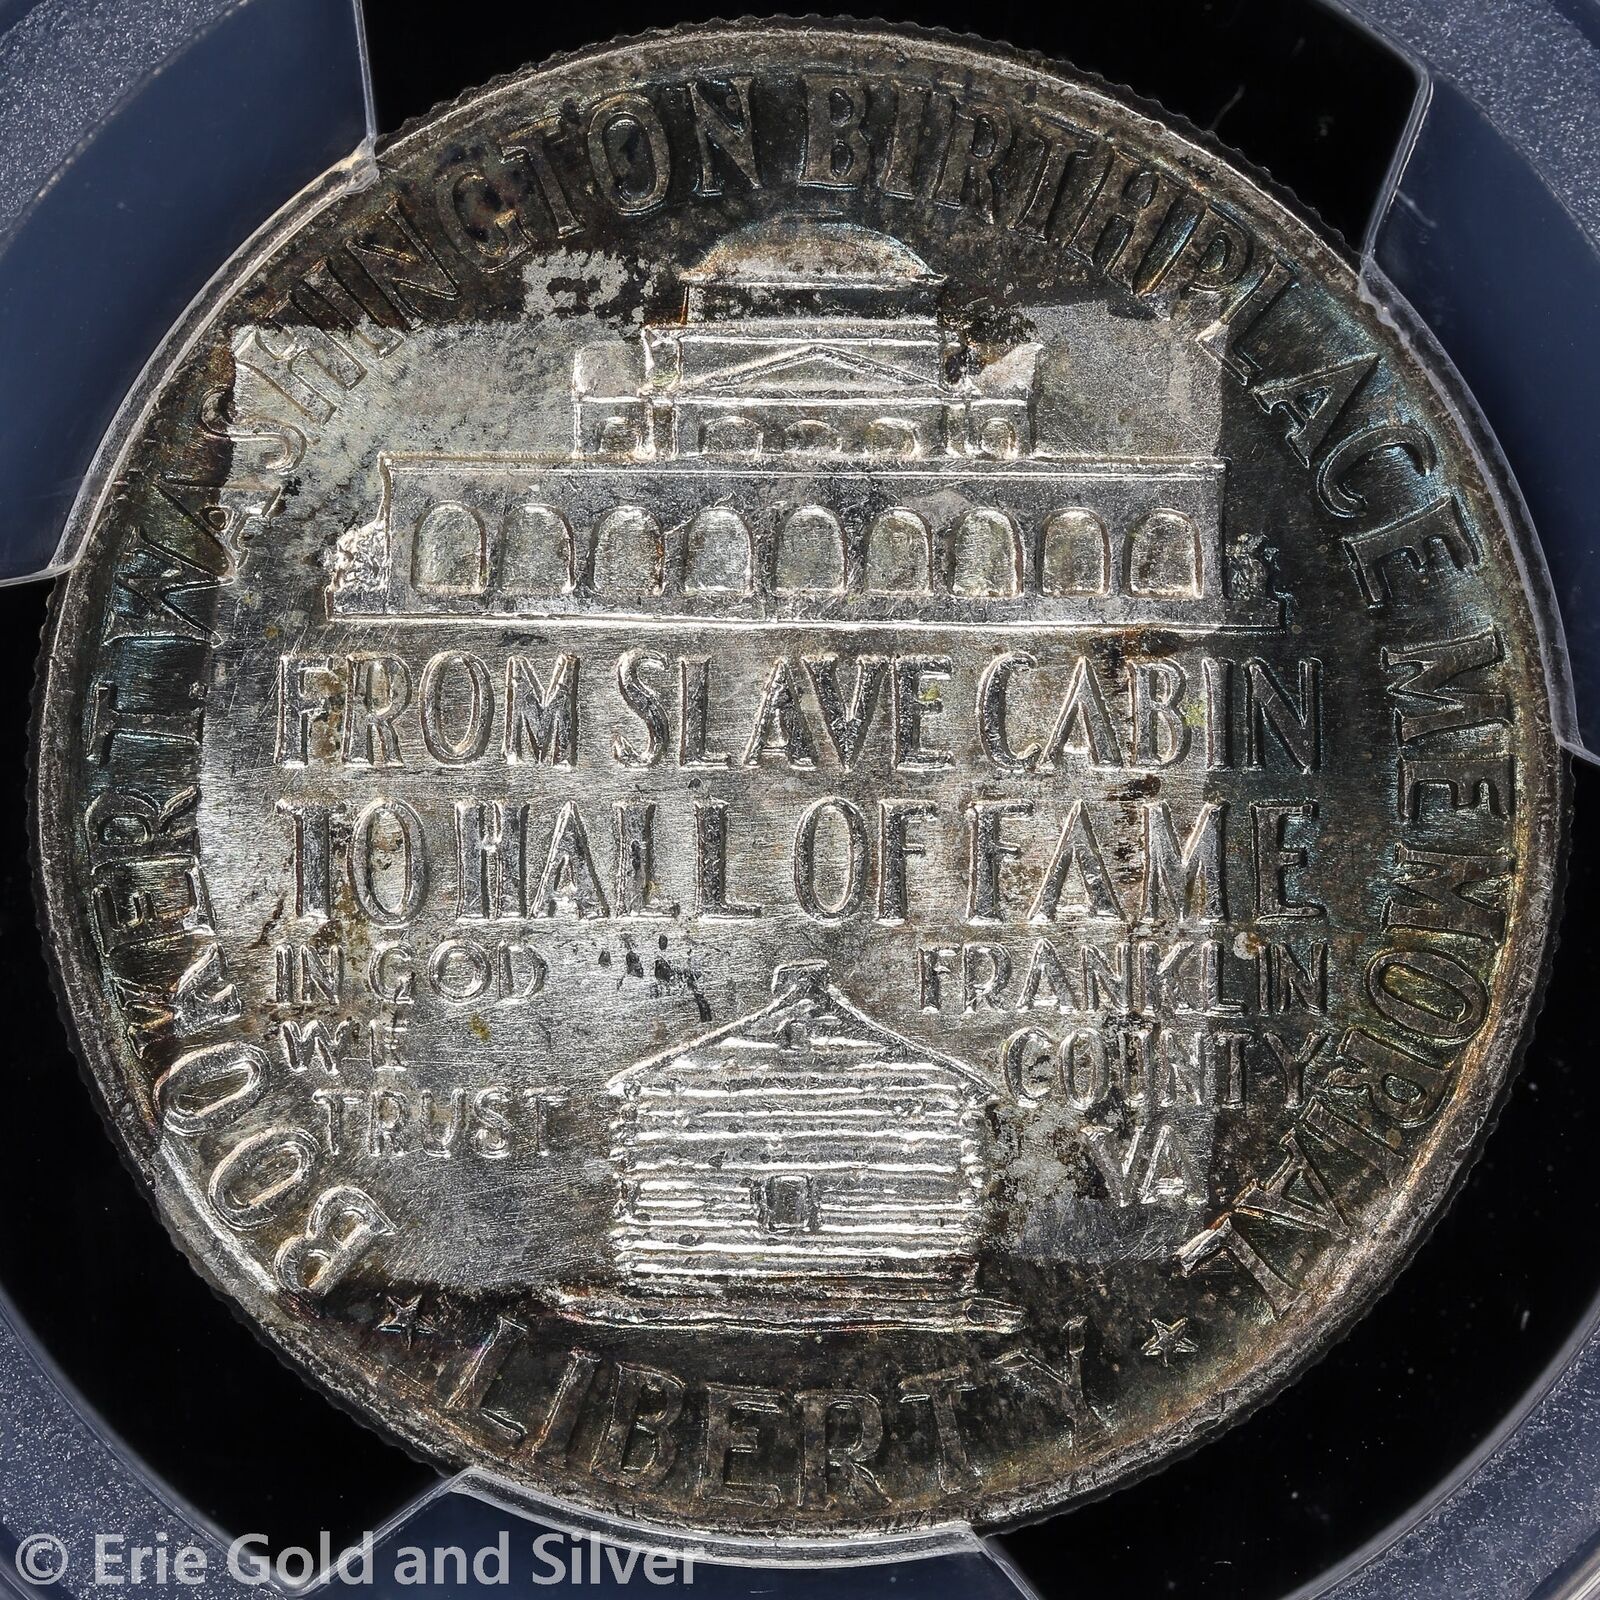 BOOKER T. WASHINGTON BIRTHPLACE MEMORIAL
FROM SLAVE CABIN
TO HALL OF FAME
IN GOD
WE
TRUST
FRANKLIN
COUNTY
VA
★ LIBERTY ★
© Erie Gold and Silver